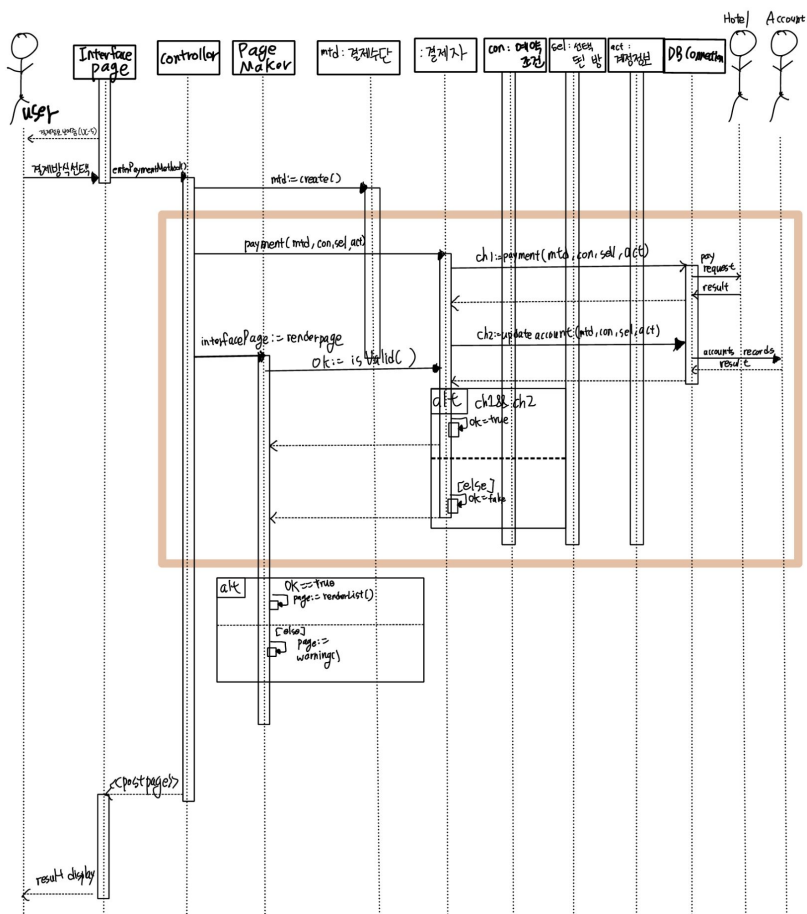 Hotel
Account
user
Interface
page
controller
Page
Maker
mtd : 결제수단
: 결제자
con : 예약
조건
sel : 선택
된 방
act :
계정정보
DB Connection
결제방식선택
enterPaymentMethod()
mtd:=create()
payment(mtd, con, sel, act)
ch1:=payment(mtd, con, sel, act)
pay
request
result
ch2:=update account(mtd, con, sel, act)
interfacePage:=renderpage
OK:= isValid( )
accounts records
result
alt
ch1&&ch2
OK=true
[else]
alt
OK==true
page:=renderList()
[else]
page:=
warning()
<<postpage>>
result display